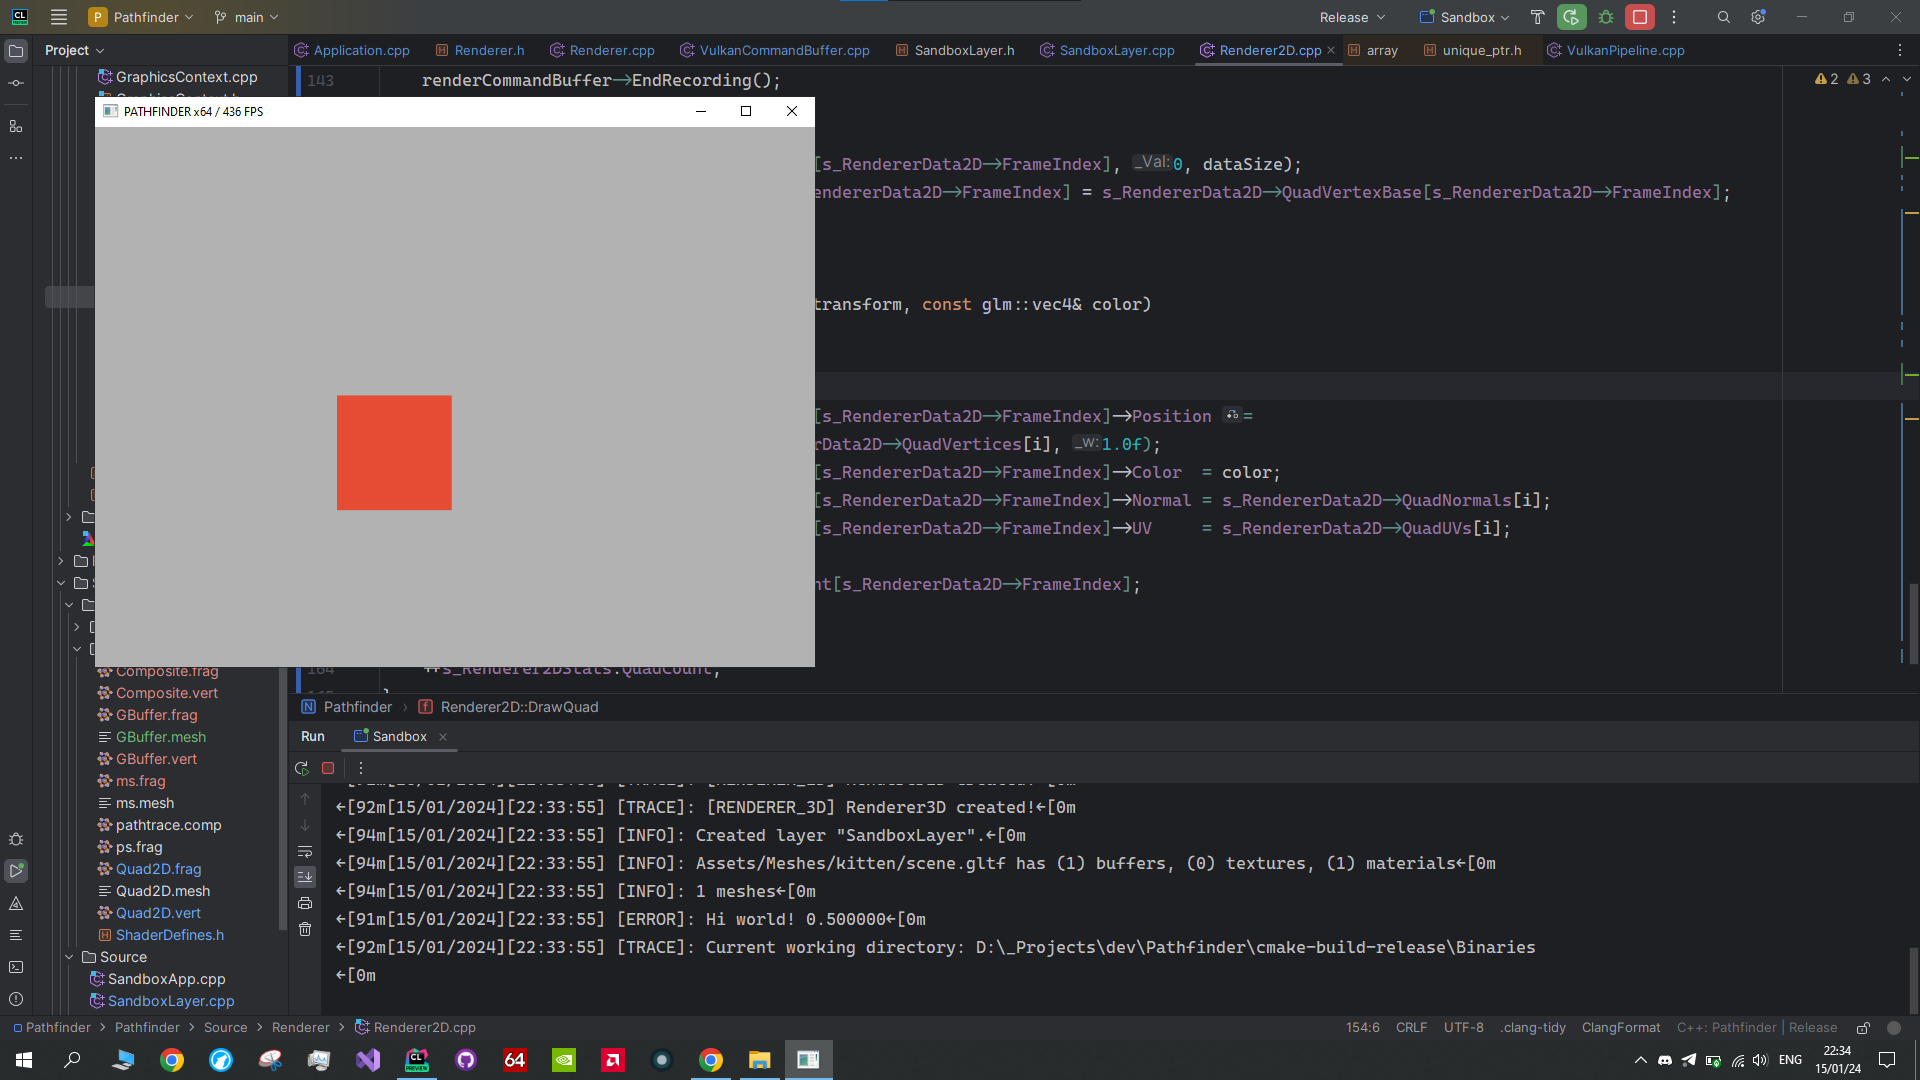 CL
P Pathfinder
main
Release
Sandbox
Project
Application.cpp
Renderer.h
Renderer.cpp
VulkanCommandBuffer.cpp
SandboxLayer.h
SandboxLayer.cpp
Renderer2D.cpp
array
unique_ptr.h
VulkanPipeline.cpp
GraphicsContext.cpp
143 renderCommandBuffer->EndRecording();
2 3
PATHFINDER x64 / 436 FPS
[s_RendererData2D->FrameIndex], _Val: 0, dataSize);
endererData2D->FrameIndex] = s_RendererData2D->QuadVertexBase[s_RendererData2D->FrameIndex];
transform, const glm::vec4& color)
[s_RendererData2D->FrameIndex]->Position =
rData2D->QuadVertices[i], _w: 1.0f);
[s_RendererData2D->FrameIndex]->Color = color;
[s_RendererData2D->FrameIndex]->Normal = s_RendererData2D->QuadNormals[i];
[s_RendererData2D->FrameIndex]->UV = s_RendererData2D->QuadUVs[i];
nt[s_RendererData2D->FrameIndex];
164 ++s_Renderer2DStats.QuadCount;
Composite.frag
Composite.vert
GBuffer.frag
GBuffer.mesh
GBuffer.vert
ms.frag
ms.mesh
pathtrace.comp
ps.frag
Quad2D.frag
Quad2D.mesh
Quad2D.vert
ShaderDefines.h
Source
SandboxApp.cpp
SandboxLayer.cpp
Pathfinder > Renderer2D::DrawQuad
Run
Sandbox
←[92m[15/01/2024][22:33:55] [TRACE]: [RENDERER_3D] Renderer3D created!←[0m
←[94m[15/01/2024][22:33:55] [INFO]: Created layer "SandboxLayer".←[0m
←[94m[15/01/2024][22:33:55] [INFO]: Assets/Meshes/kitten/scene.gltf has (1) buffers, (0) textures, (1) materials←[0m
←[94m[15/01/2024][22:33:55] [INFO]: 1 meshes←[0m
←[91m[15/01/2024][22:33:55] [ERROR]: Hi world! 0.500000←[0m
←[92m[15/01/2024][22:33:55] [TRACE]: Current working directory: D:\_Projects\dev\Pathfinder\cmake-build-release\Binaries
←[0m
Pathfinder > Pathfinder > Source > Renderer > Renderer2D.cpp
154:6 CRLF UTF-8 .clang-tidy ClangFormat C++: Pathfinder | Release
64
ENG
22:34
15/01/24